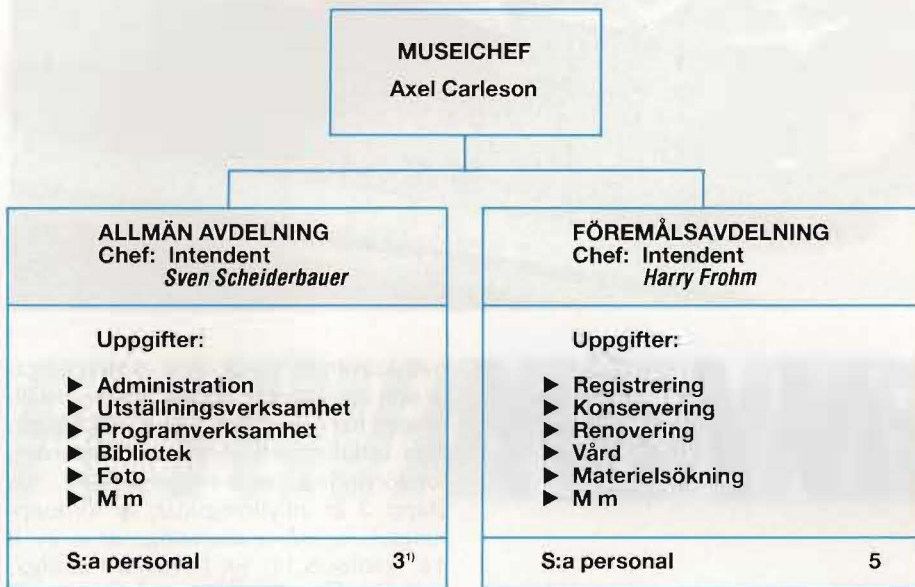 MUSEICHEF
Axel Carleson
ALLMÄN AVDELNING
Chef: Intendent
Sven Scheiderbauer
Uppgifter:
▶ Administration
▶ Utställningsverksamhet
▶ Programverksamhet
▶ Bibliotek
▶ Foto
▶ M m
S:a personal 3¹⁾
FÖREMÅLSAVDELNING
Chef: Intendent
Harry Frohm
Uppgifter:
▶ Registrering
▶ Konservering
▶ Renovering
▶ Vård
▶ Materielsökning
▶ M m
S:a personal 5